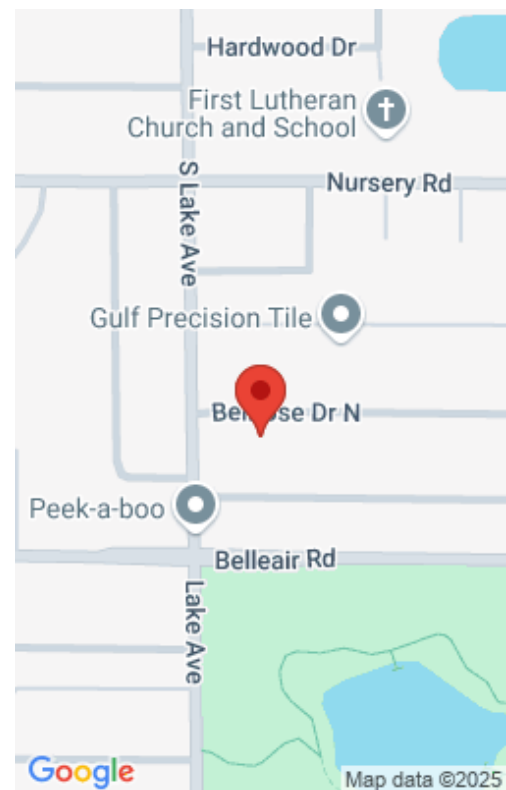 Hardwood Dr
First Lutheran
Church and School
Nursery Rd
S Lake Ave
Gulf Precision Tile
Dr N
Peek-a-boo
Belleair Rd
Lake Ave
Google
Map data ©2025